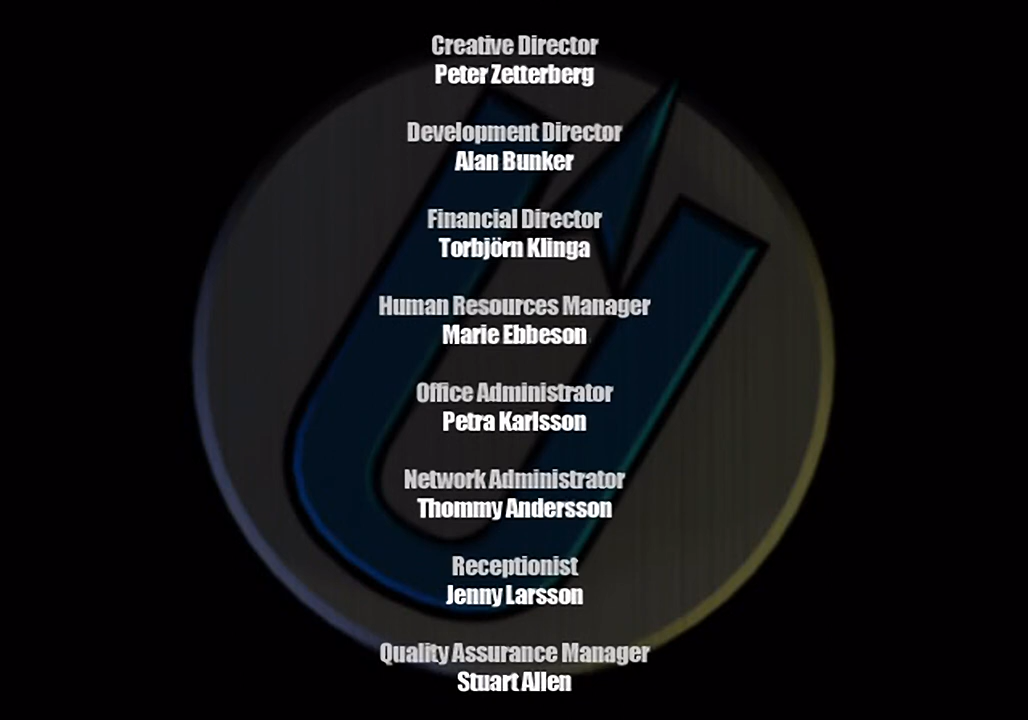 Creative Director
Peter Zetterberg
Development Director
Alan Bunker
Financial Director
Torbjörn Klinga
Human Resources Manager
Marie Ebbeson
Office Administrator
Petra Karlsson
Network Administrator
Thommy Andersson
Receptionist
Jenny Larsson
Quality Assurance Manager
Stuart Allen